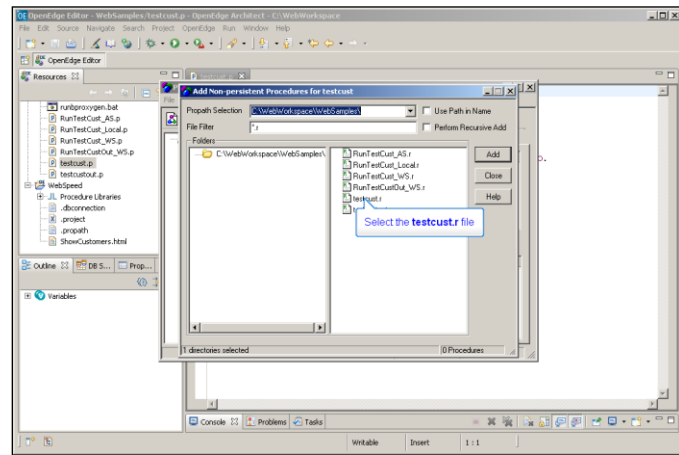 OpenEdge Editor - WebSamples/testcust.p - OpenEdge Architect - C:\WebWorkspace
File Edit Source Navigate Search Project OpenEdge Run Window Help
OpenEdge Editor
Resources
runbproxygen.bat
RunTestCust_AS.p
RunTestCust_Local.p
RunTestCust_WS.p
RunTestCustOut_WS.p
testcust.p
testcustout.p
WebSpeed
Procedure Libraries
.dbconnection
.project
.propath
ShowCustomers.html
Outline DB S... Prop...
Variables
Add Non-persistent Procedures for testcust
Propath Selection C:\WebWorkspace\WebSamples\ Use Path in Name
File Filter *.r Perform Recursive Add
Folders
C:\WebWorkspace\WebSamples\
RunTestCust_AS.r
RunTestCust_Local.r
RunTestCust_WS.r
RunTestCustOut_WS.r
testcust.r
Select the testcust.r file
Add
Close
Help
1 directories selected 0 Procedures
Console Problems Tasks
Writable Insert 1 : 1